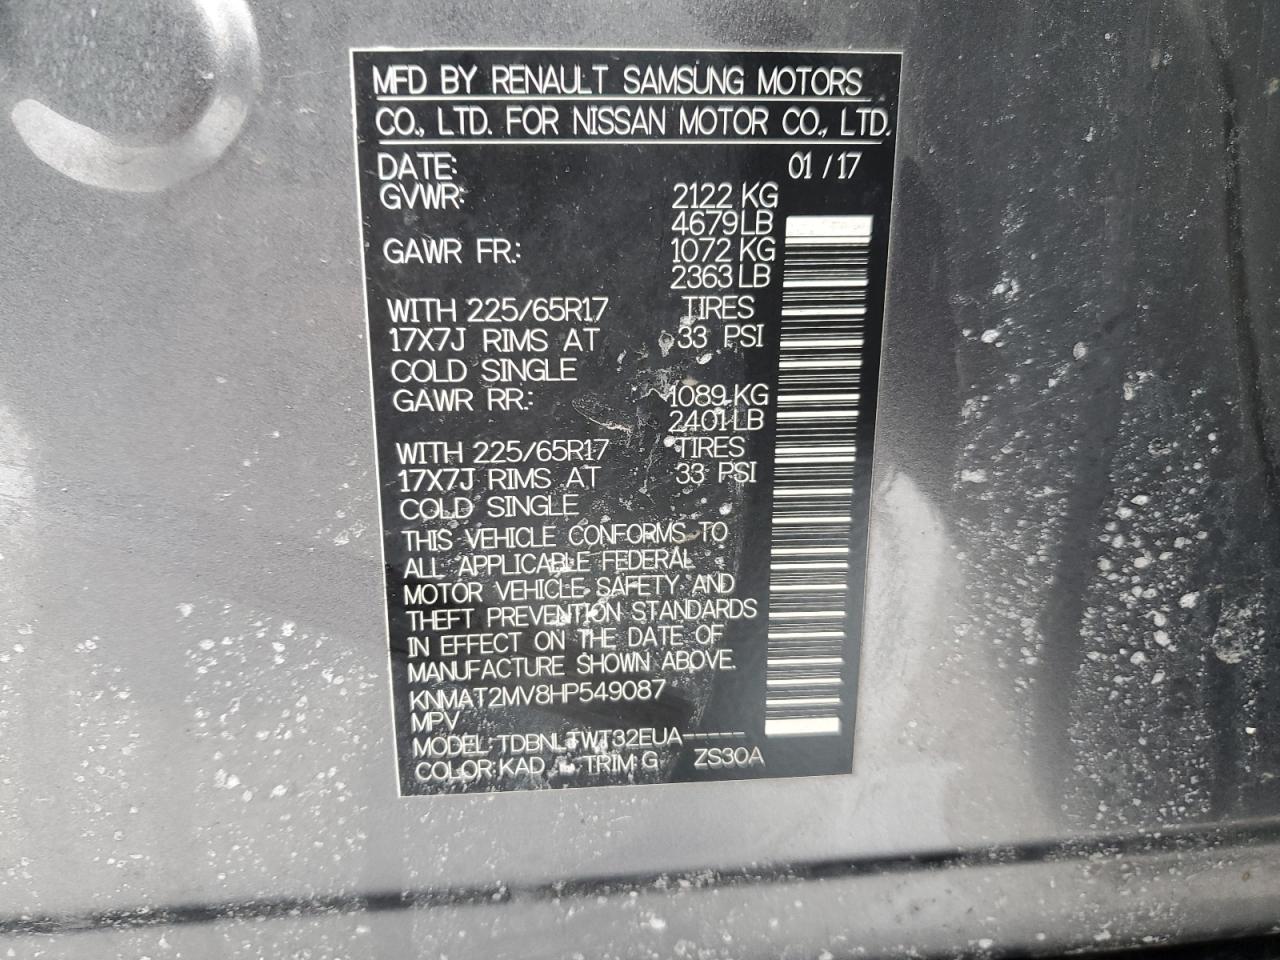 MFD BY RENAULT SAMSUNG MOTORS
CO., LTD. FOR NISSAN MOTOR CO., LTD.
DATE: 01 / 17
GVWR: 2122 KG
4679 LB
GAWR FR.: 1072 KG
2363 LB
WITH 225/65R17 TIRES
17X7J RIMS AT 33 PSI
COLD SINGLE
GAWR RR.: 1089 KG
2401 LB
WITH 225/65R17 TIRES
17X7J RIMS AT 33 PSI
COLD SINGLE
THIS VEHICLE CONFORMS TO
ALL APPLICABLE FEDERAL
MOTOR VEHICLE SAFETY AND
THEFT PREVENTION STANDARDS
IN EFFECT ON THE DATE OF
MANUFACTURE SHOWN ABOVE.
KNMAT2MV8HP549087
MPV
MODEL: TDBNLTWT32EUA-----
COLOR: KAD TRIM: G ZS30A